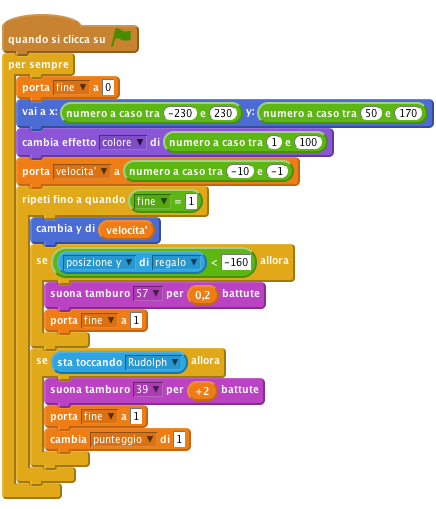 quando si clicca su
per sempre
porta fine a 0
vai a x: numero a caso tra -230 e 230 y: numero a caso tra 50 e 170
cambia effetto colore di numero a caso tra 1 e 100
porta velocita' a numero a caso tra -10 e -1
ripeti fino a quando fine = 1
cambia y di velocita'
se posizione y di regalo < -160 allora
suona tamburo 57 per 0,2 battute
porta fine a 1
se sta toccando Rudolph allora
suona tamburo 39 per +2 battute
porta fine a 1
cambia punteggio di 1